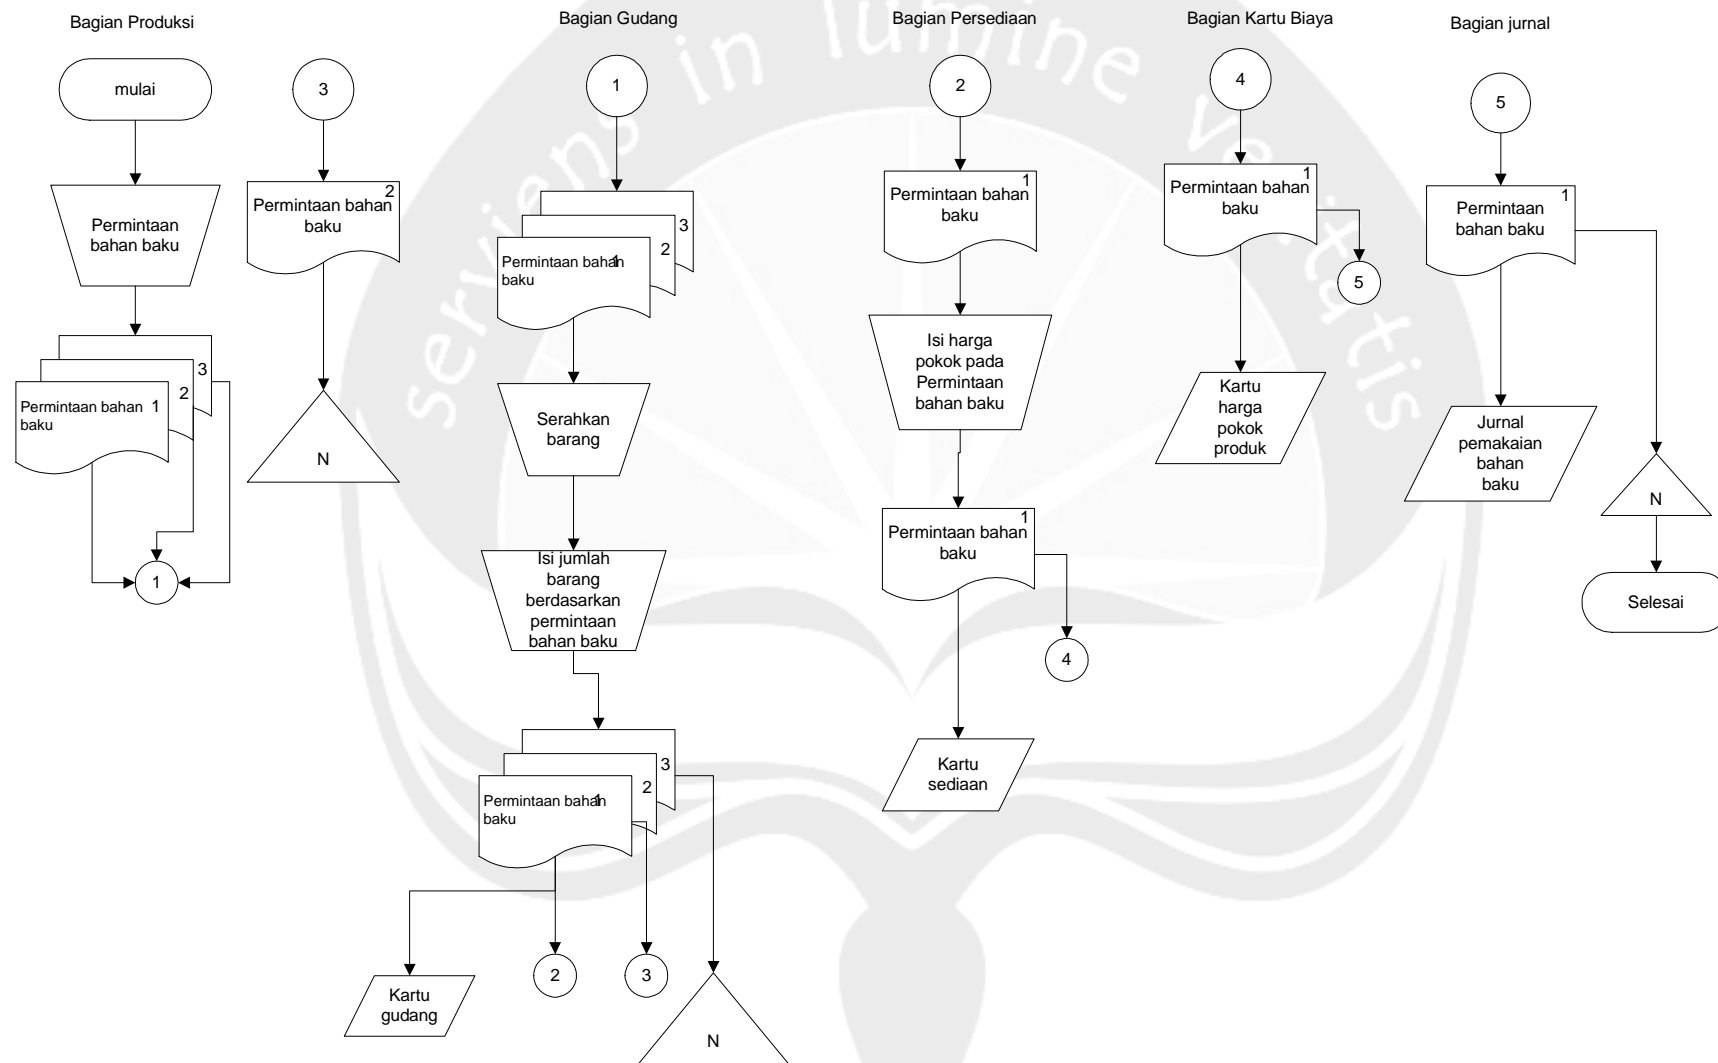 Bagian Produksi
mulai
Permintaan
bahan baku
3
2
Permintaan bahan 1
baku
1
3
2
Permintaan bahan
baku
N
Bagian Gudang
1
3
2
Permintaan bahan
1
baku
Serahkan
barang
Isi jumlah
barang
berdasarkan
permintaan
bahan baku
3
2
Permintaan bahan
1
baku
Kartu
gudang
2
3
N
Bagian Persediaan
2
1
Permintaan bahan
baku
Isi harga
pokok pada
Permintaan
bahan baku
1
Permintaan bahan
baku
4
Kartu
sediaan
Bagian Kartu Biaya
4
1
Permintaan bahan
baku
5
Kartu
harga
pokok
produk
Bagian jurnal
5
1
Permintaan
bahan baku
Jurnal
pemakaian
bahan
baku
N
Selesai
serviens in lumine veritatis